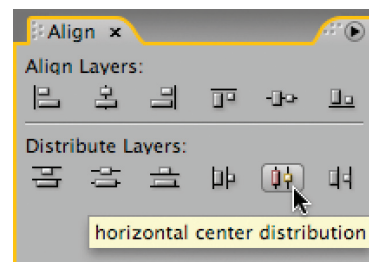 Align ×
Align Layers:
Distribute Layers:
horizontal center distribution